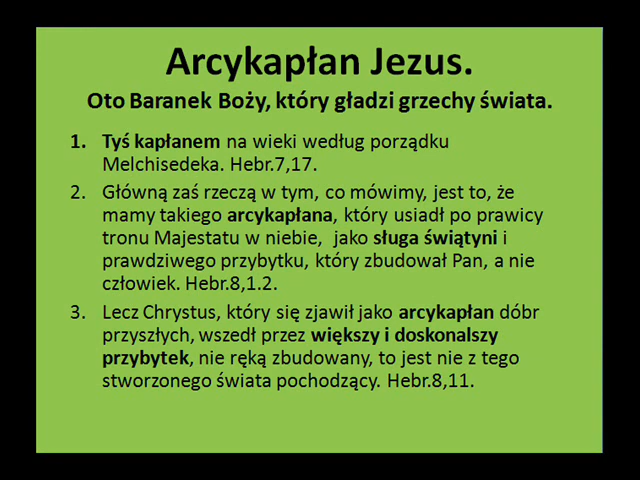 Arcykapłan Jezus.
Oto Baranek Boży, który gładzi grzechy świata.
1. Tyś kapłanem na wieki według porządku
Melchisedeka. Hebr.7,17.
2. Główną zaś rzeczą w tym, co mówimy, jest to, że
mamy takiego arcykapłana, który usiadł po prawicy
tronu Majestatu w niebie, jako sługa świątyni i
prawdziwego przybytku, który zbudował Pan, a nie
człowiek. Hebr.8,1.2.
3. Lecz Chrystus, który się zjawił jako arcykapłan dóbr
przyszłych, wszedł przez większy i doskonalszy
przybytek, nie ręką zbudowany, to jest nie z tego
stworzonego świata pochodzący. Hebr.8,11.